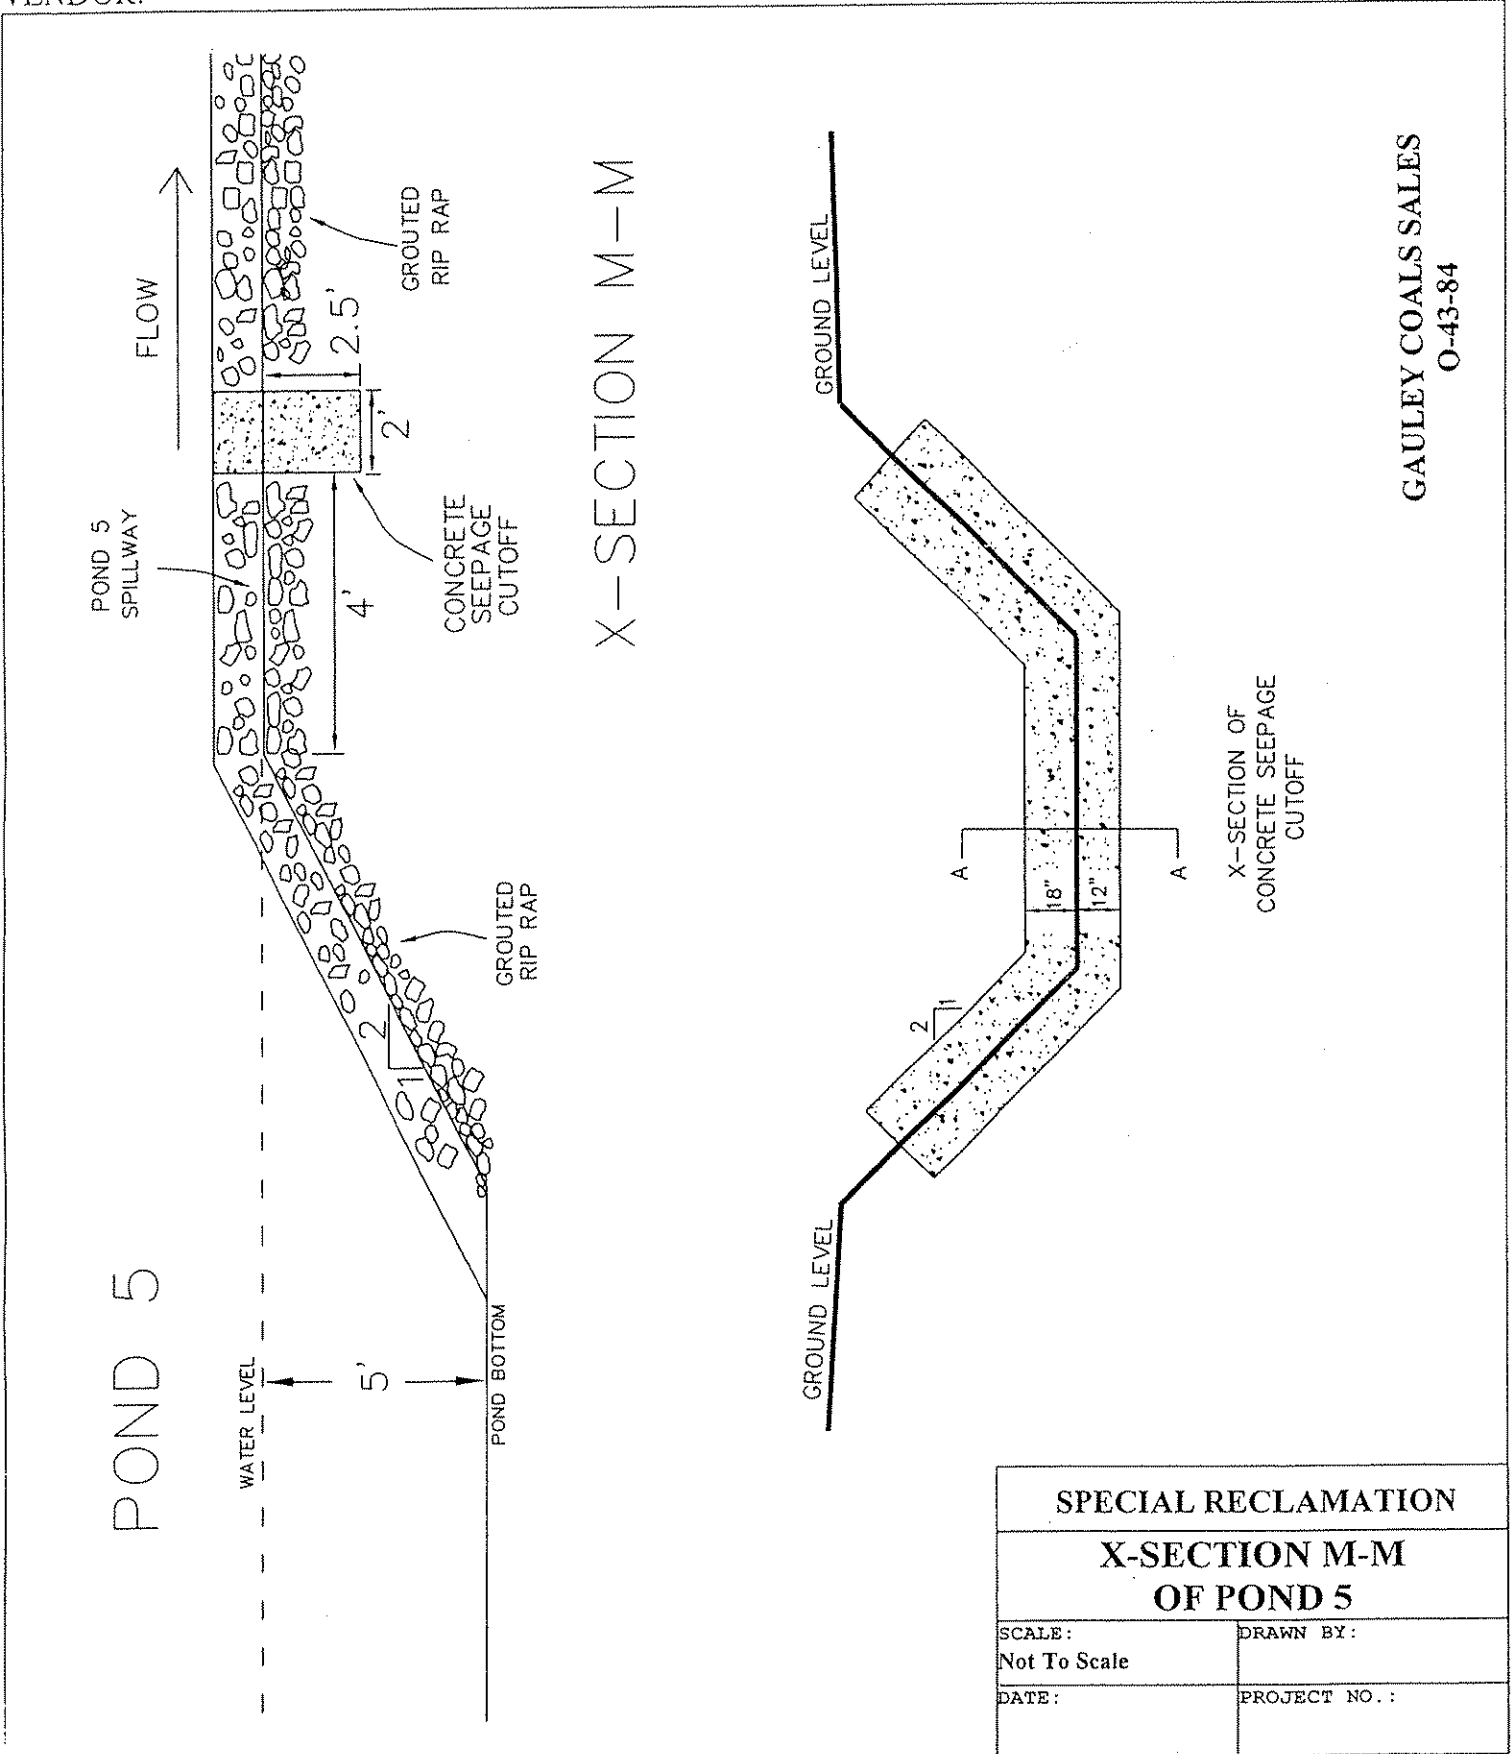 VENDOR:
POND 5
WATER LEVEL
5'
POND BOTTOM
2
1
GROUTED
RIP RAP
POND 5
SPILLWAY
4'
CONCRETE
SEEPAGE
CUTOFF
2'
2.5'
FLOW
GROUTED
RIP RAP
X-SECTION M-M
GROUND LEVEL
2
1
18"
12"
A
A
GROUND LEVEL
X-SECTION OF
CONCRETE SEEPAGE
CUTOFF
GAULEY COALS SALES
O-43-84
SPECIAL RECLAMATION
X-SECTION M-M
OF POND 5
SCALE:
Not To Scale
DRAWN BY:
DATE:
PROJECT NO.: